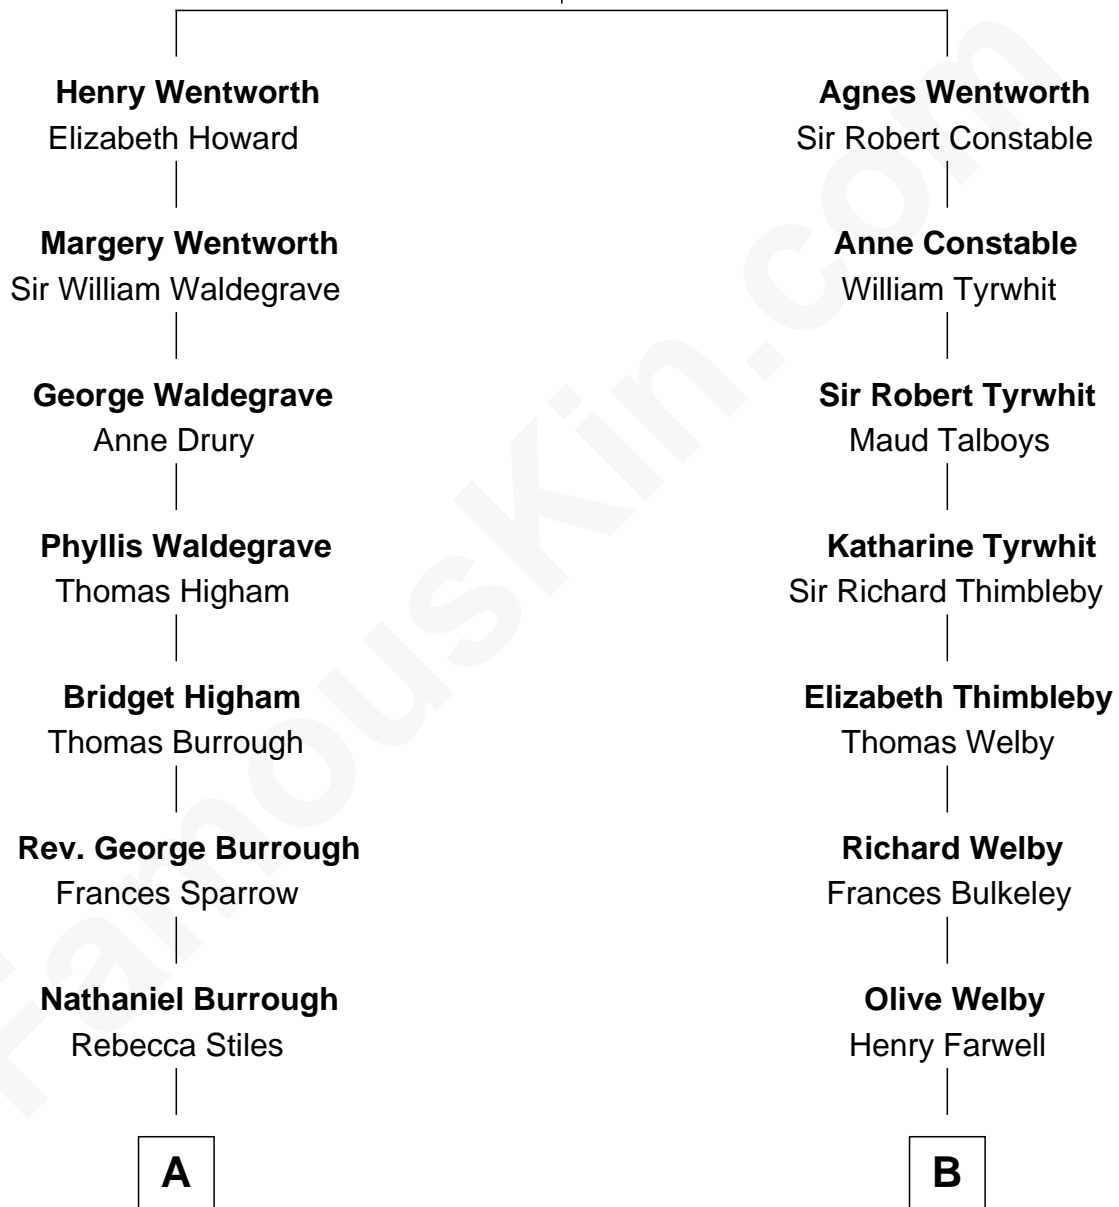 Henry Wentworth
Elizabeth Howard
Margery Wentworth
Sir William Waldegrave
George Waldegrave
Anne Drury
Phyllis Waldegrave
Thomas Higham
Bridget Higham
Thomas Burrough
Rev. George Burrough
Frances Sparrow
Nathaniel Burrough
Rebecca Stiles
A
Agnes Wentworth
Sir Robert Constable
Anne Constable
William Tyrwhit
Sir Robert Tyrwhit
Maud Talboys
Katharine Tyrwhit
Sir Richard Thimbleby
Elizabeth Thimbleby
Thomas Welby
Richard Welby
Frances Bulkeley
Olive Welby
Henry Farwell
B
FamousKin.com